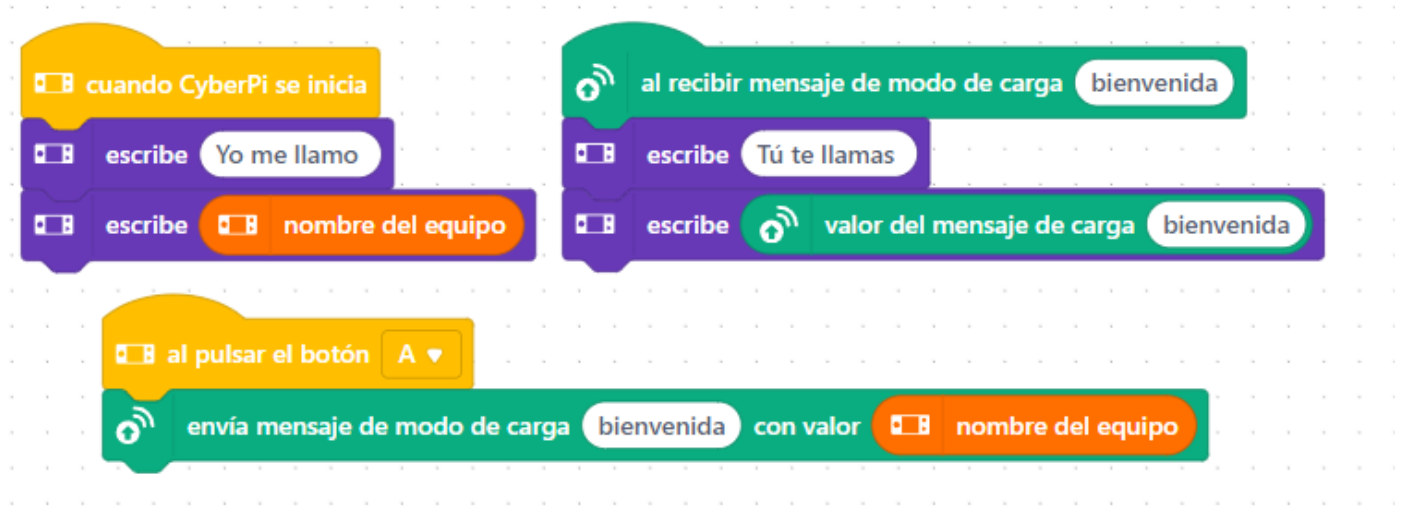 cuando CyberPi se inicia
escribe Yo me llamo
escribe nombre del equipo
al recibir mensaje de modo de carga bienvenida
escribe Tú te llamas
escribe valor del mensaje de carga bienvenida
al pulsar el botón A
envía mensaje de modo de carga bienvenida con valor nombre del equipo